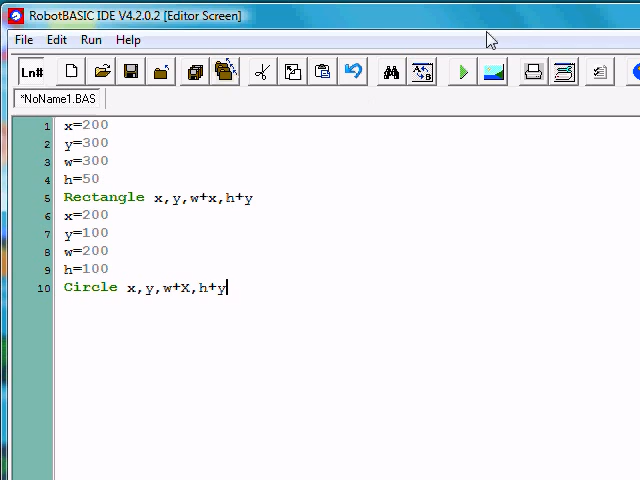 RobotBASIC IDE V4.2.0.2 [Editor Screen]
File Edit Run Help
Ln#
A→B
*NoName1.BAS
1 x=200
2 y=300
3 w=300
4 h=50
5 Rectangle x,y,w+x,h+y
6 x=200
7 y=100
8 w=200
9 h=100
10 Circle x,y,w+X,h+y